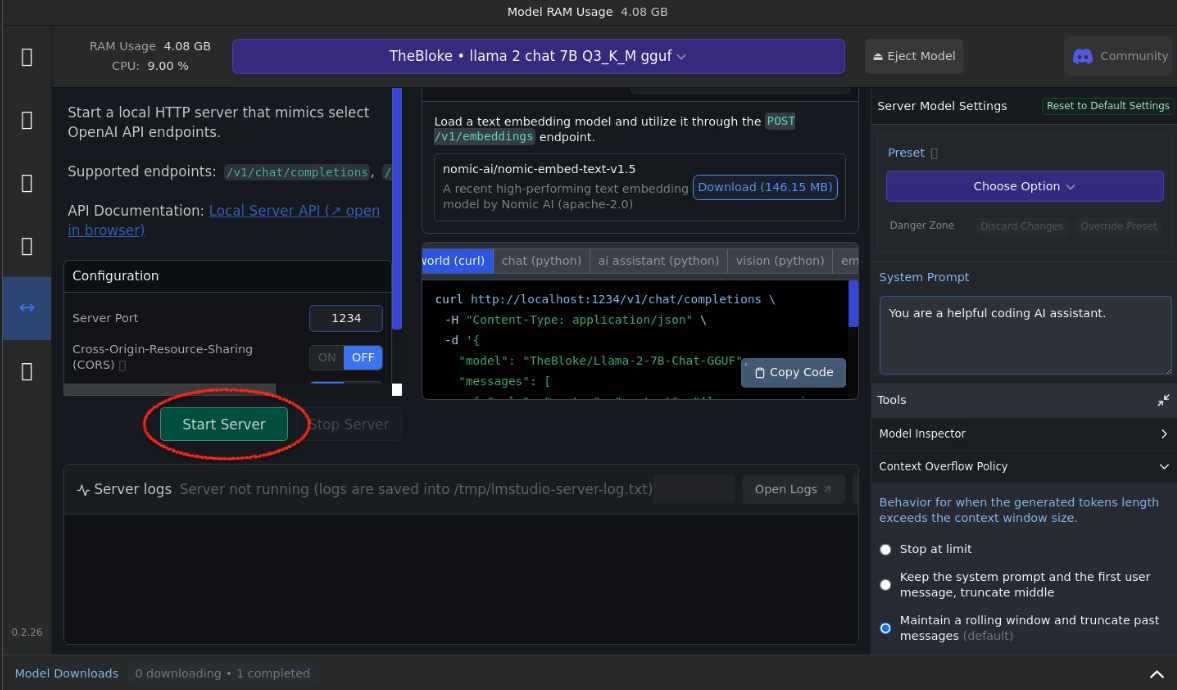 Model RAM Usage 4.08 GB
RAM Usage 4.08 GB
CPU: 9.00 %
TheBloke • llama 2 chat 7B Q3_K_M gguf
Eject Model
Community
Start a local HTTP server that mimics select
OpenAI API endpoints.
Supported endpoints: /v1/chat/completions, /
API Documentation: Local Server API (↗ open
in browser)
Configuration
Server Port 1234
Cross-Origin-Resource-Sharing
(CORS) ON OFF
Start Server Stop Server
Load a text embedding model and utilize it through the POST
/v1/embeddings endpoint.
nomic-ai/nomic-embed-text-v1.5
A recent high-performing text embedding
model by Nomic AI (apache-2.0)
Download (146.15 MB)
world (curl) chat (python) ai assistant (python) vision (python) em
curl http://localhost:1234/v1/chat/completions \
-H "Content-Type: application/json" \
-d '{
"model": "TheBloke/Llama-2-7B-Chat-GGUF",
"messages": [
Copy Code
Server logs Server not running (logs are saved into /tmp/lmstudio-server-log.txt)
Open Logs ↗
Server Model Settings Reset to Default Settings
Preset
Choose Option
Danger Zone Discard Changes Override Preset
System Prompt
You are a helpful coding AI assistant.
Tools
Model Inspector
Context Overflow Policy
Behavior for when the generated tokens length
exceeds the context window size.
Stop at limit
Keep the system prompt and the first user
message, truncate middle
Maintain a rolling window and truncate past
messages (default)
0.2.26
Model Downloads 0 downloading • 1 completed